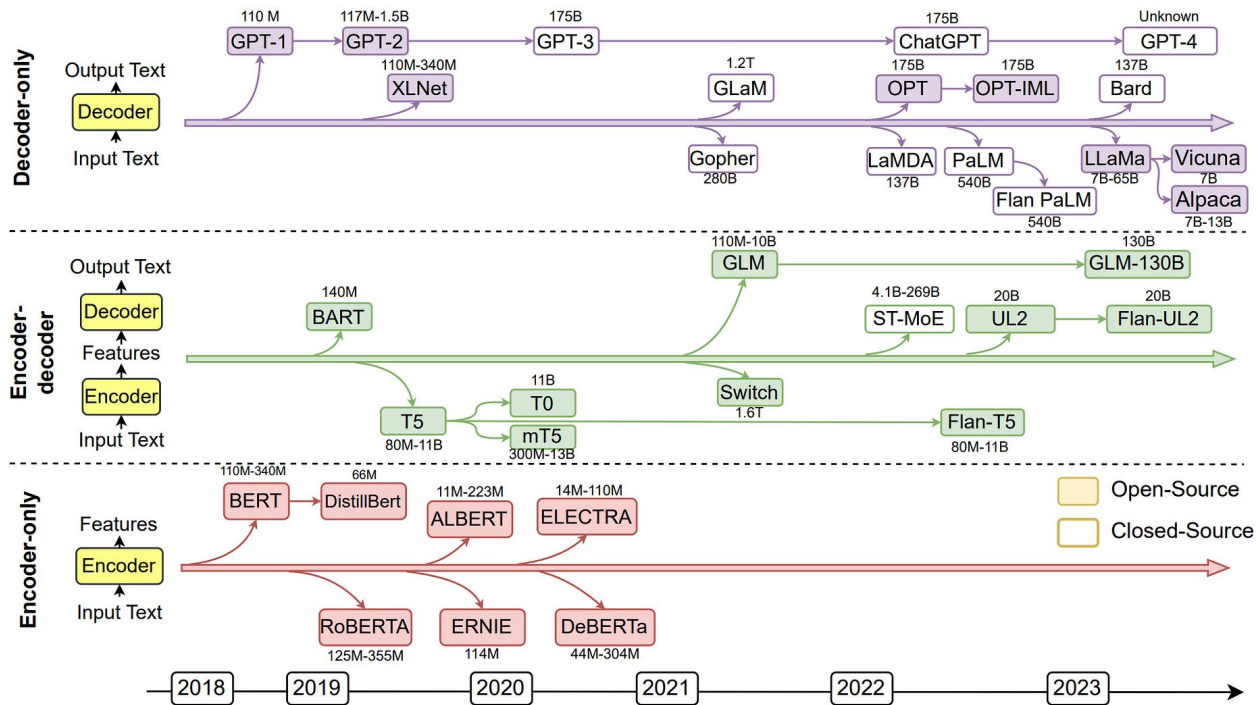 Decoder-only
Output Text
Decoder
Input Text
110 M
GPT-1
117M-1.5B
GPT-2
175B
GPT-3
175B
ChatGPT
Unknown
GPT-4
110M-340M
XLNet
1.2T
GLaM
175B
OPT
175B
OPT-IML
137B
Bard
Gopher
280B
LaMDA
137B
PaLM
540B
Flan PaLM
540B
LLaMa
7B-65B
Vicuna
7B
Alpaca
7B-13B
Encoder-
decoder
Output Text
Decoder
Features
Encoder
Input Text
110M-10B
GLM
130B
GLM-130B
140M
BART
4.1B-269B
ST-MoE
20B
UL2
20B
Flan-UL2
Switch
1.6T
T5
80M-11B
11B
T0
mT5
300M-13B
Flan-T5
80M-11B
Encoder-only
Features
Encoder
Input Text
110M-340M
BERT
66M
DistillBert
11M-223M
ALBERT
14M-110M
ELECTRA
RoBERTA
125M-355M
ERNIE
114M
DeBERTa
44M-304M
Open-Source
Closed-Source
2018
2019
2020
2021
2022
2023